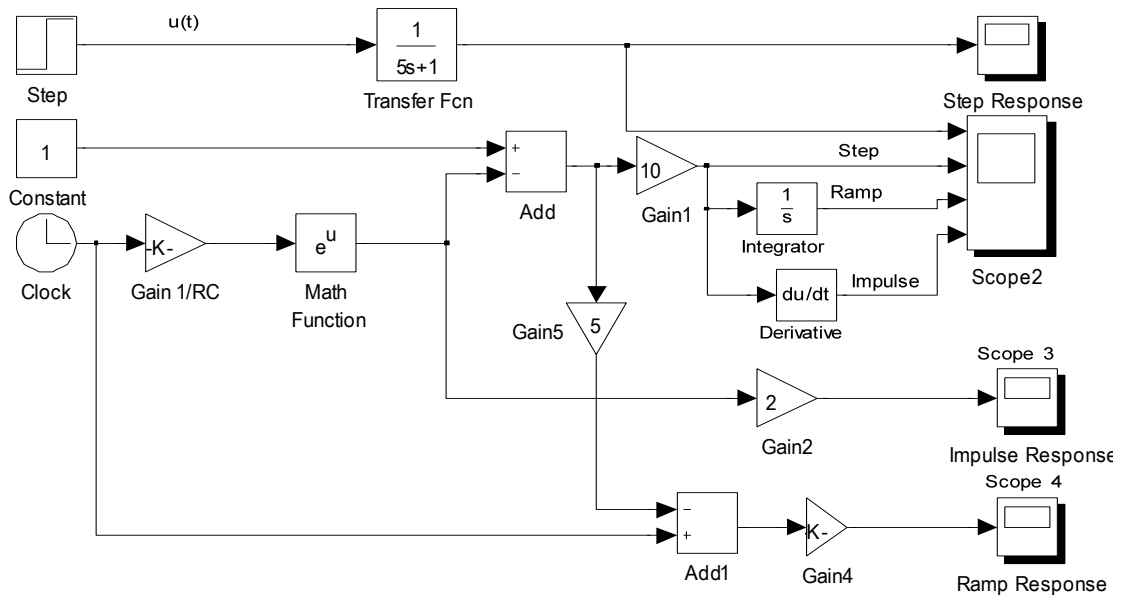 u(t)
1
5s+1
Step
Transfer Fcn
Step Response
1
+
−
10
Step
Constant
Add
Gain1
1
s
Ramp
Integrator
-K-
e^u
Clock
Gain 1/RC
Math
Function
Scope2
du/dt
Impulse
Derivative
Gain5
5
Scope 3
2
Gain2
Impulse Response
Scope 4
−
+
K-
Add1
Gain4
Ramp Response